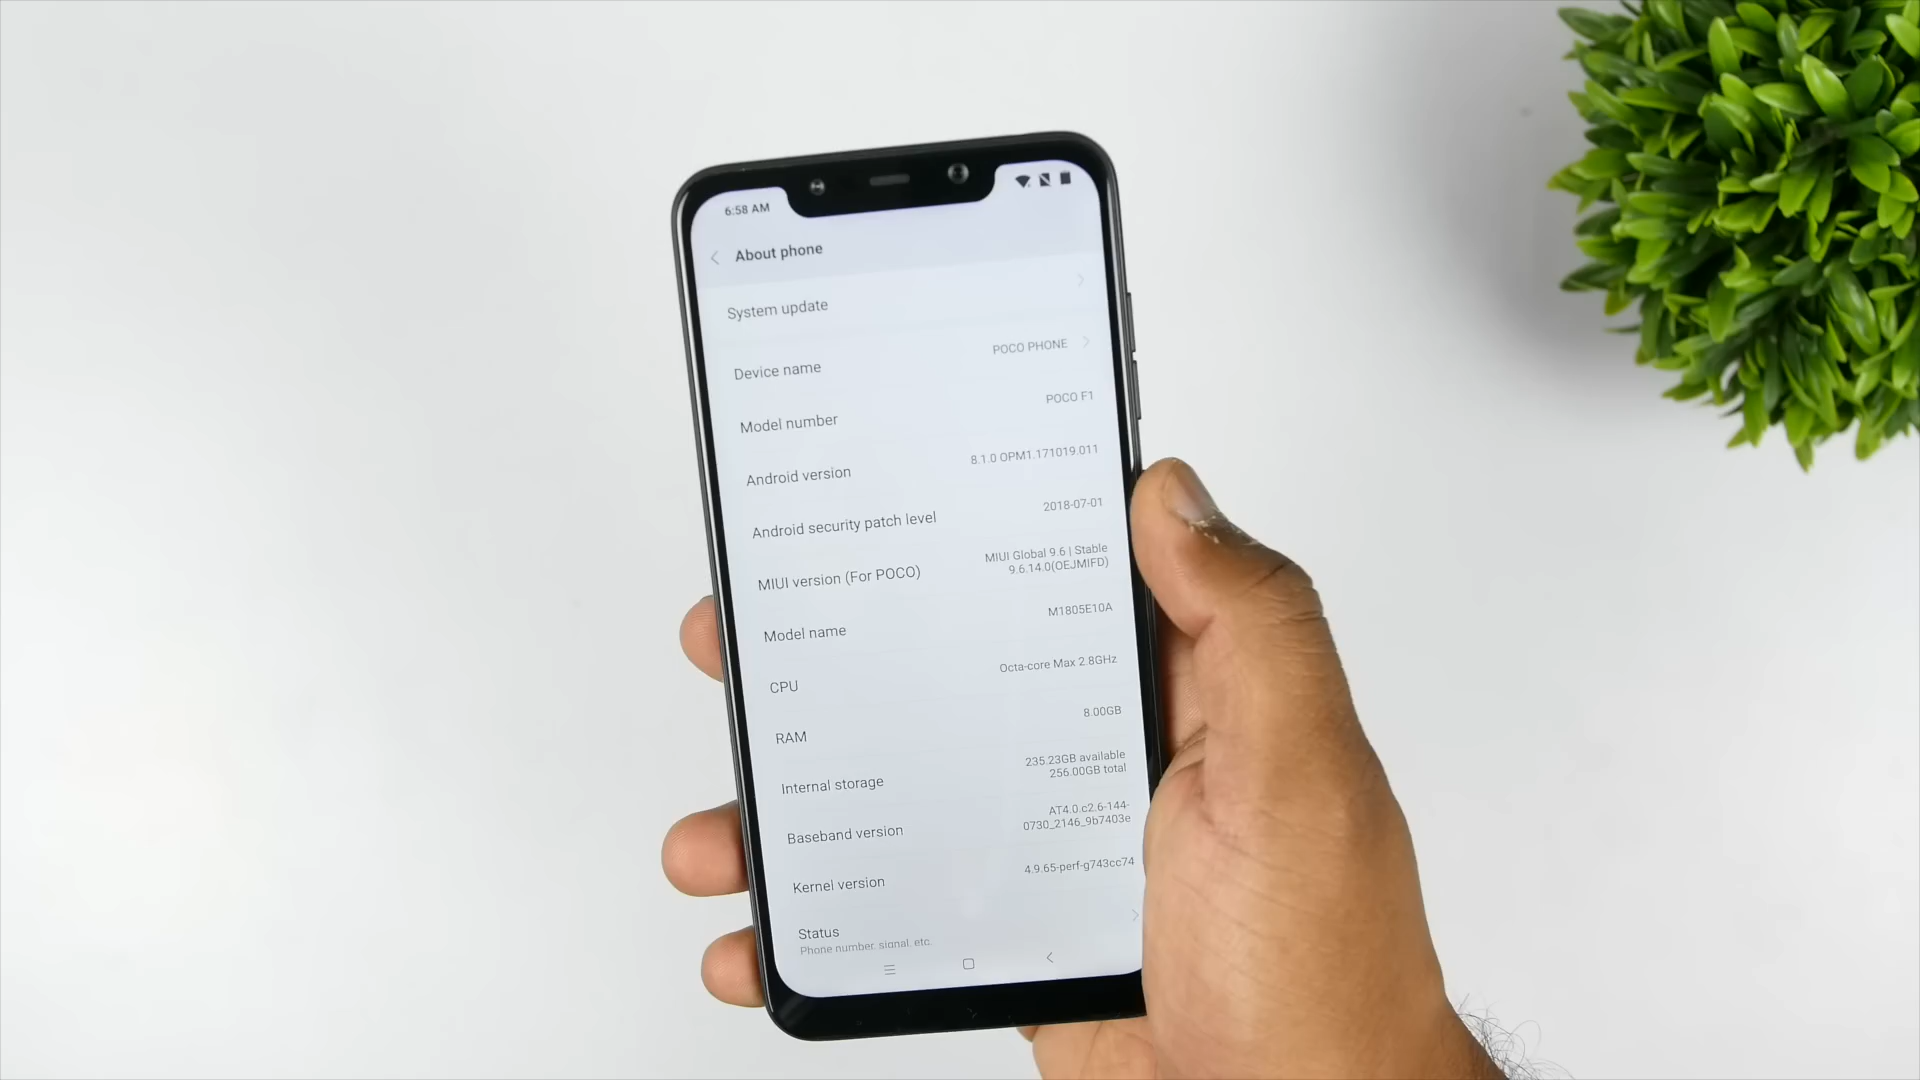 6:58 AM
About phone
System update
Device name POCO PHONE
Model number POCO F1
Android version 8.1.0 OPM1.171019.011
Android security patch level 2018-07-01
MIUI version (For POCO) MIUI Global 9.6 | Stable
9.6.14.0(OEJMIFD)
Model name M1805E10A
CPU Octa-core Max 2.8GHz
RAM 8.00GB
Internal storage 235.23GB available
256.00GB total
Baseband version AT4.0.c2.6-144-
0730_2146_9b7403e
Kernel version 4.9.65-perf-g743cc74
Status
Phone number, signal, etc.